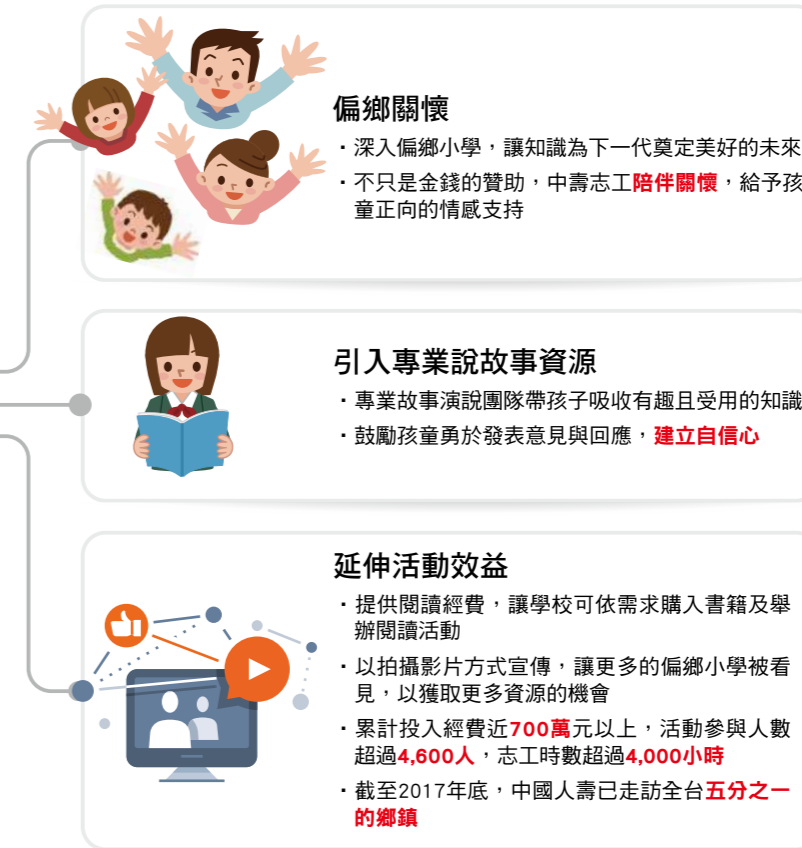 偏鄉關懷
・深入偏鄉小學，讓知識為下一代奠定美好的未來
・不只是金錢的贊助，中壽志工陪伴關懷，給予孩
童正向的情感支持
引入專業說故事資源
・專業故事演說團隊帶孩子吸收有趣且受用的知識
・鼓勵孩童勇於發表意見與回應，建立自信心
延伸活動效益
・提供閱讀經費，讓學校可依需求購入書籍及舉
辦閱讀活動
・以拍攝影片方式宣傳，讓更多的偏鄉小學被看
見，以獲取更多資源的機會
・累計投入經費近700萬元以上，活動參與人數
超過4,600人，志工時數超過4,000小時
・截至2017年底，中國人壽已走訪全台五分之一
的鄉鎮